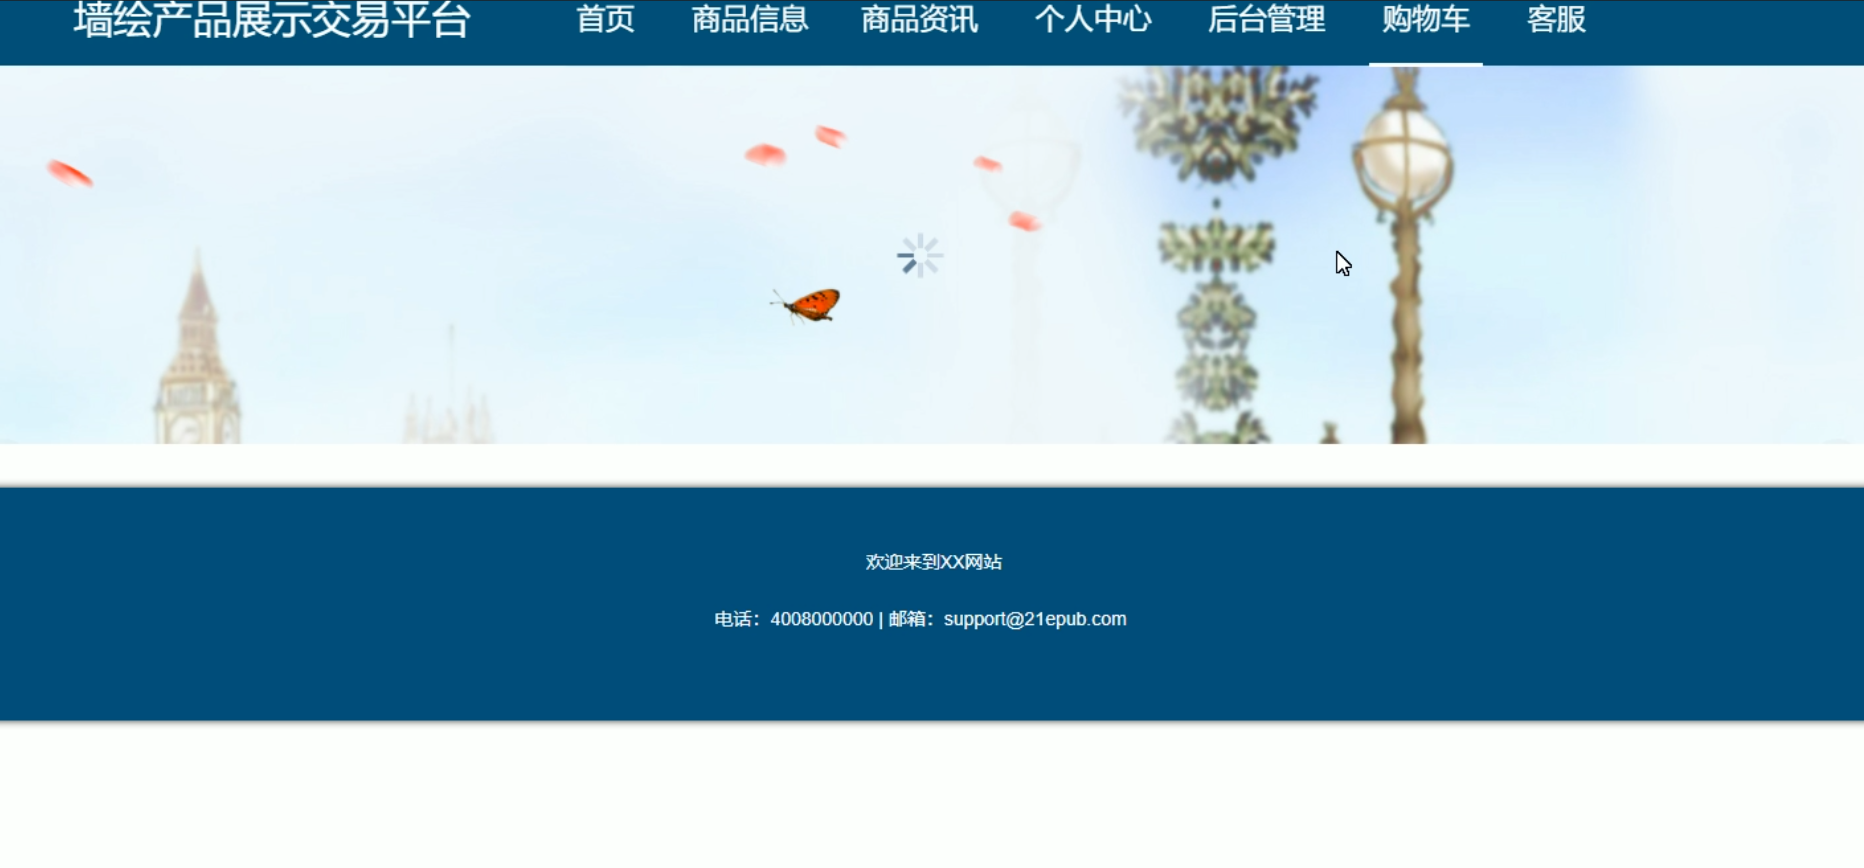 墙绘产品展示交易平台 首页 商品信息 商品资讯 个人中心 后台管理 购物车 客服
欢迎来到XX网站
电话：4008000000 | 邮箱：support@21epub.com